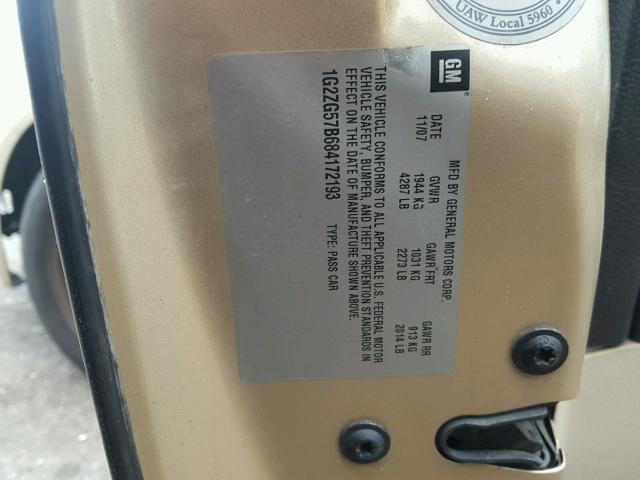 UAW Local 5960
GM
MFD BY GENERAL MOTORS CORP.
DATE GVWR GAWR FRT GAWR RR
11/07 1944 KG 1031 KG 913 KG
4287 LB 2273 LB 2014 LB
THIS VEHICLE CONFORMS TO ALL APPLICABLE U.S. FEDERAL MOTOR
VEHICLE SAFETY, BUMPER, AND THEFT PREVENTION STANDARDS IN
EFFECT ON THE DATE OF MANUFACTURE SHOWN ABOVE.
1G2ZG57B684172193 TYPE: PASS CAR